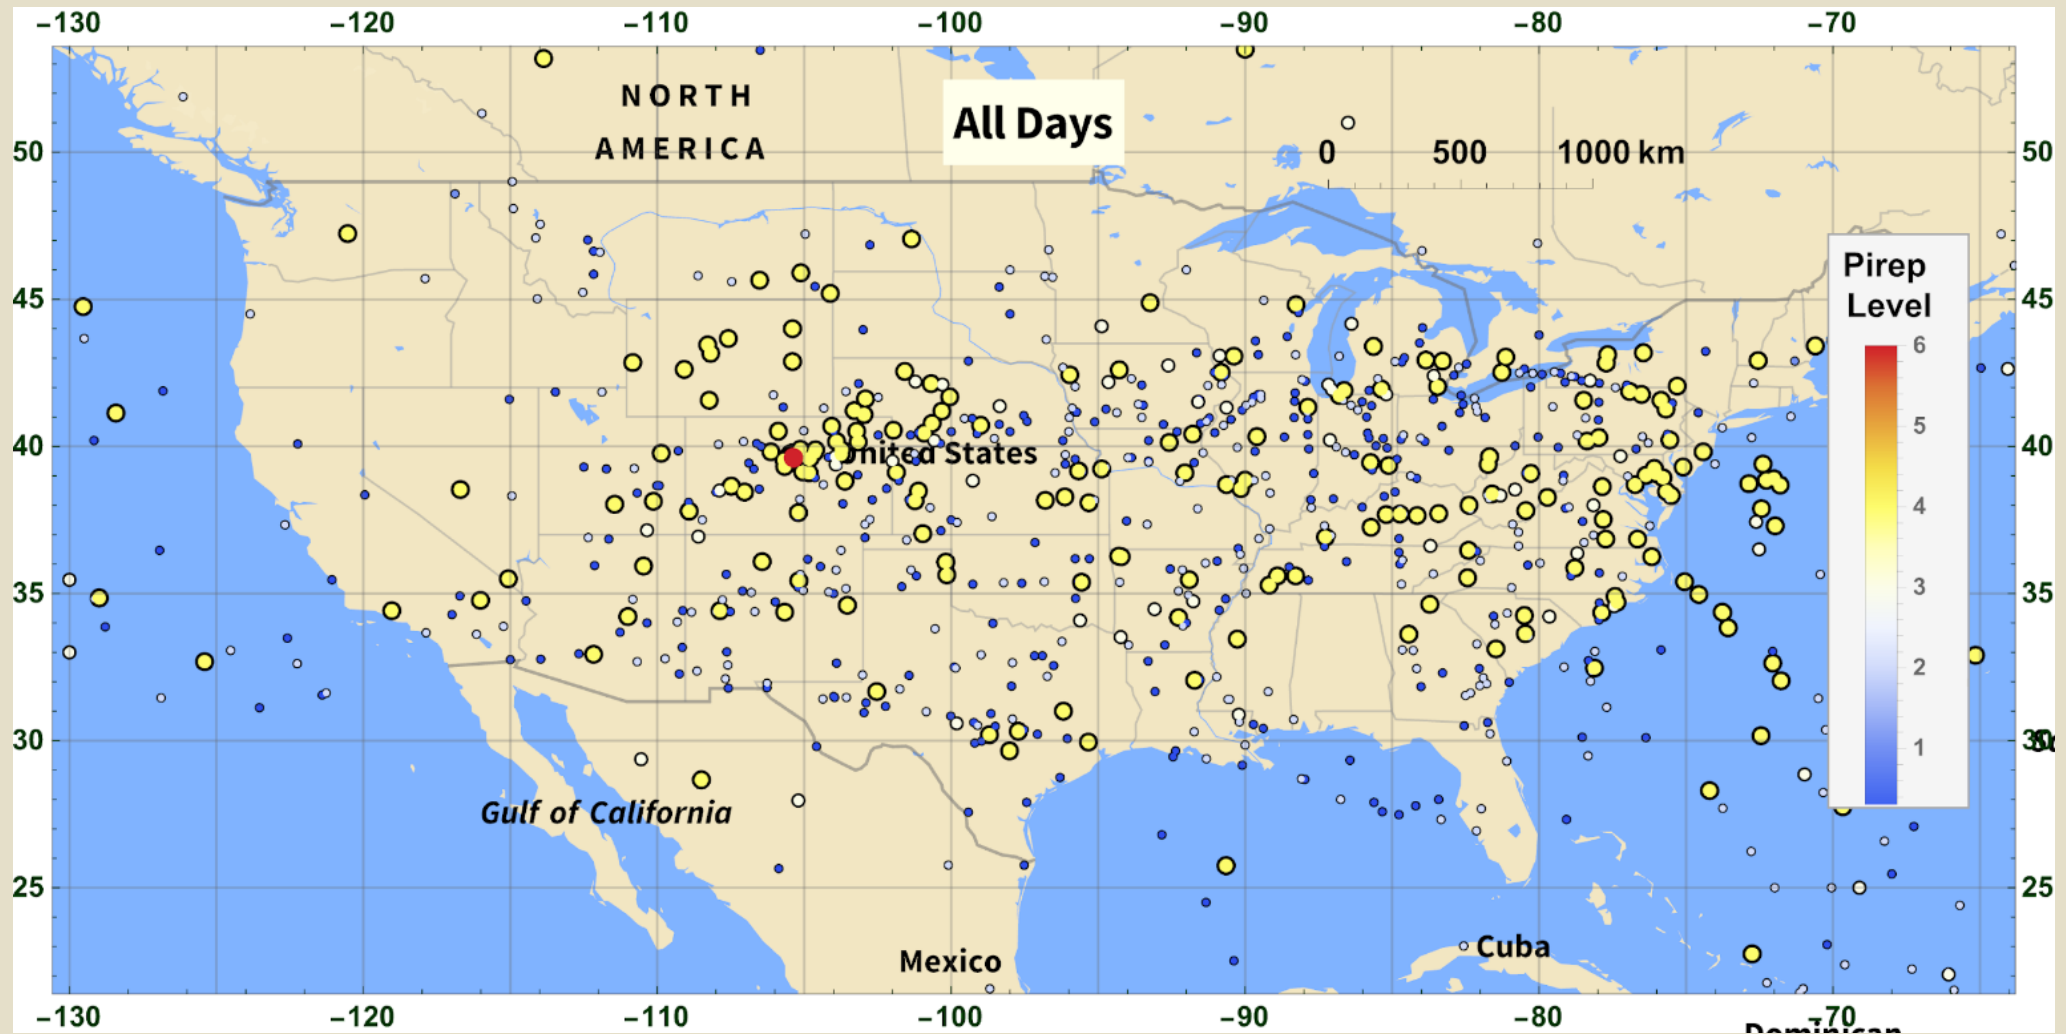 −130 −120 −110 −100 −90 −80 −70
NORTH
AMERICA
All Days
0 500 1000 km
50 50
Pirep
Level
45 45
6
5
40 United States 40
4
3
35 35
2
30 30
1
Gulf of California
25 25
Mexico
Cuba
−130 −120 −110 −100 −90 −80 −70
Dominican